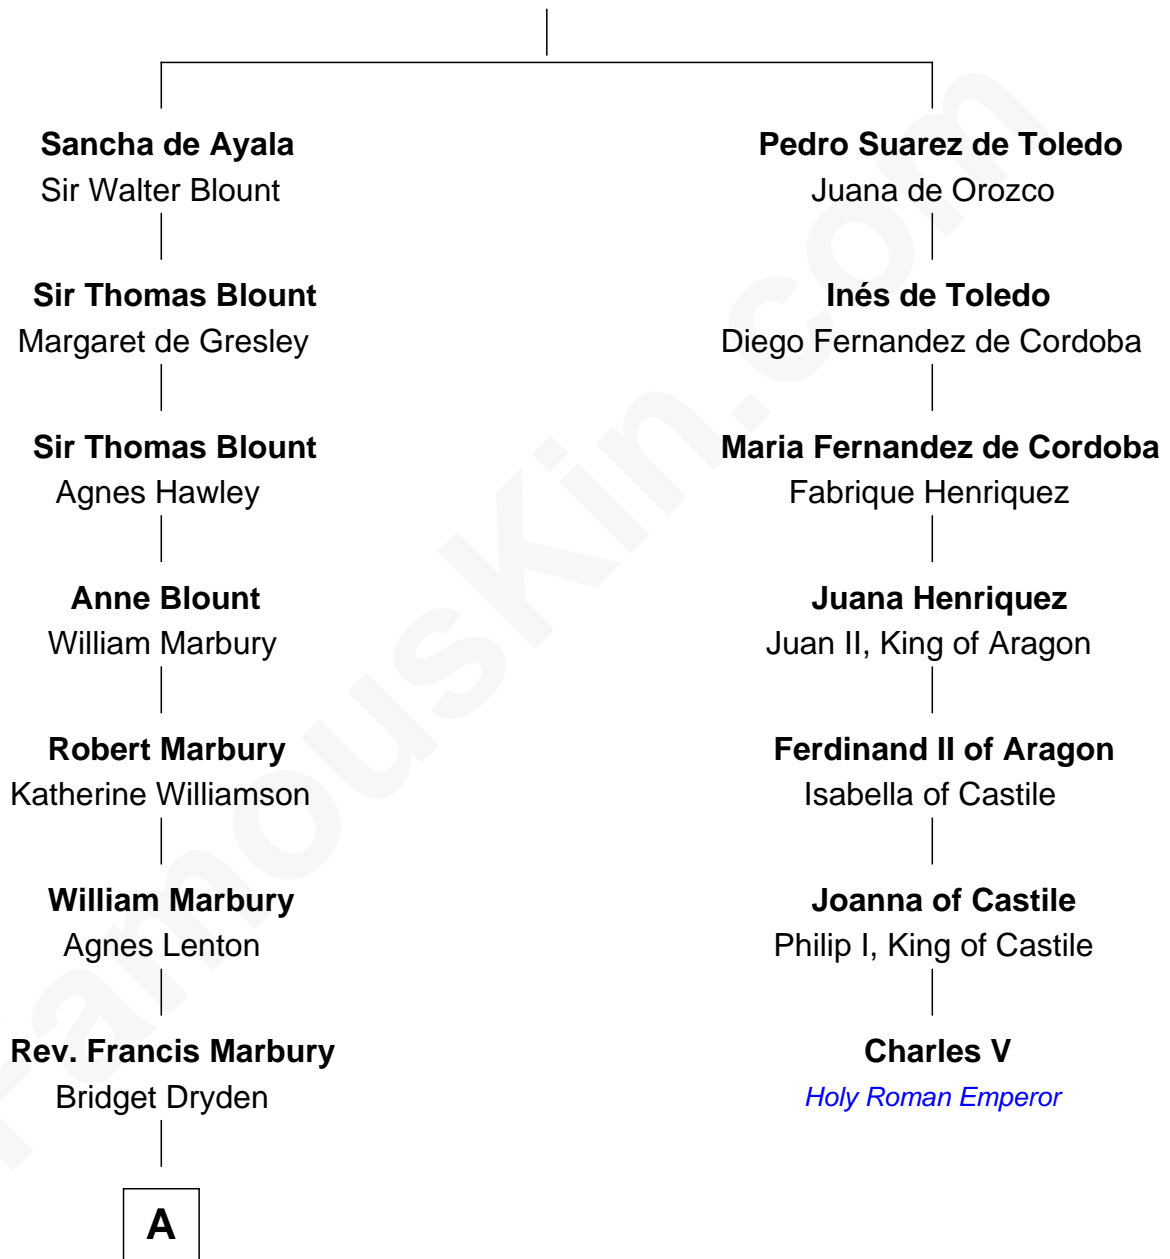 Sancha de Ayala
Sir Walter Blount
Pedro Suarez de Toledo
Juana de Orozco
Sir Thomas Blount
Margaret de Gresley
Inés de Toledo
Diego Fernandez de Cordoba
Sir Thomas Blount
Agnes Hawley
Maria Fernandez de Cordoba
Fabrique Henriquez
Anne Blount
William Marbury
Juana Henriquez
Juan II, King of Aragon
Robert Marbury
Katherine Williamson
Ferdinand II of Aragon
Isabella of Castile
William Marbury
Agnes Lenton
Joanna of Castile
Philip I, King of Castile
Rev. Francis Marbury
Bridget Dryden
Charles V
Holy Roman Emperor
A
FamousKin.com